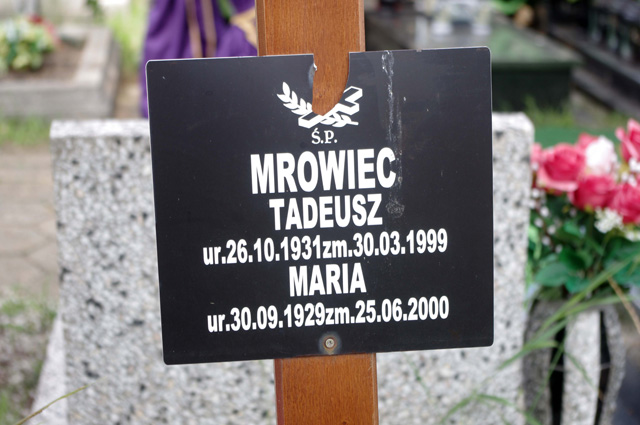 Ś.P.
MROWIEC
TADEUSZ
ur.26.10.1931zm.30.03.1999
MARIA
ur.30.09.1929zm.25.06.2000